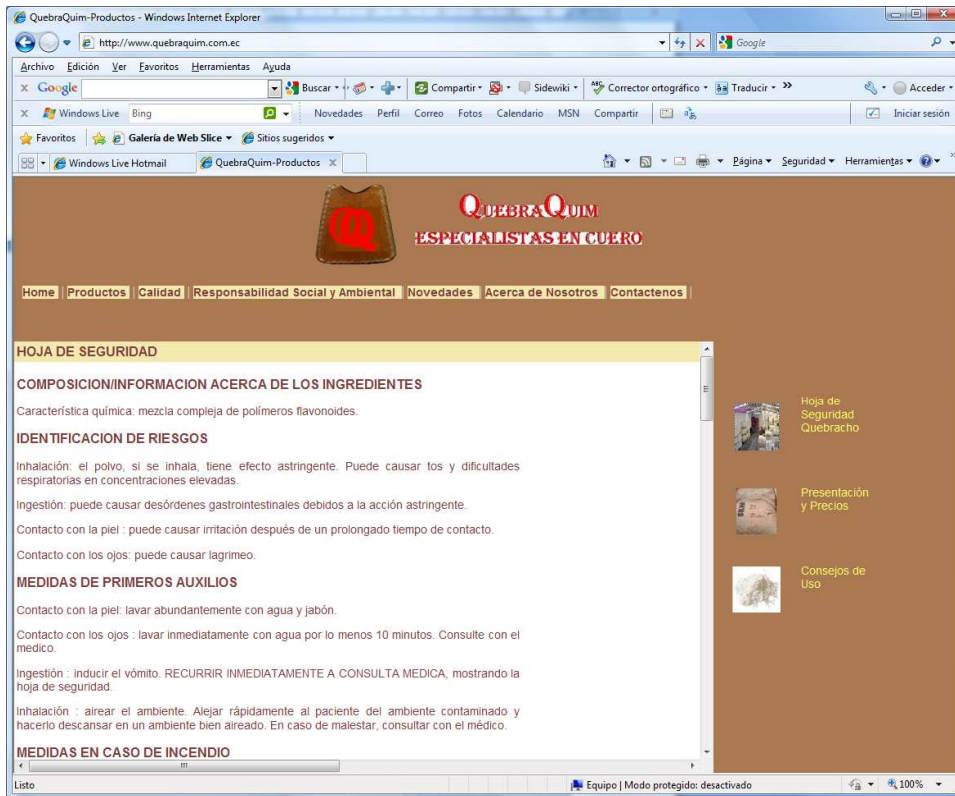 QuebraQuim-Productos - Windows Internet Explorer
http://www.quebraquim.com.ec
Google
Archivo Edición Ver Favoritos Herramientas Ayuda
x Google Buscar Compartir Sidewiki Corrector ortográfico Traducir » Acceder
x Windows Live Bing Novedades Perfil Correo Fotos Calendario MSN Compartir Iniciar sesión
Favoritos Galería de Web Slice Sitios sugeridos
Windows Live Hotmail QuebraQuim-Productos x Página Seguridad Herramientas »
QUEBRAQUIM
ESPECIALISTAS EN CUERO
Home | Productos | Calidad | Responsabilidad Social y Ambiental | Novedades | Acerca de Nosotros | Contactenos |
HOJA DE SEGURIDAD
COMPOSICION/INFORMACION ACERCA DE LOS INGREDIENTES
Característica química: mezcla compleja de polímeros flavonoides.
IDENTIFICACION DE RIESGOS
Inhalación: el polvo, si se inhala, tiene efecto astringente. Puede causar tos y dificultades
respiratorias en concentraciones elevadas.
Ingestión: puede causar desórdenes gastrointestinales debidos a la acción astringente.
Contacto con la piel : puede causar irritación después de un prolongado tiempo de contacto.
Contacto con los ojos: puede causar lagrimeo.
MEDIDAS DE PRIMEROS AUXILIOS
Contacto con la piel: lavar abundantemente con agua y jabón.
Contacto con los ojos : lavar inmediatamente con agua por lo menos 10 minutos. Consulte con el
medico.
Ingestión : inducir el vómito. RECURRIR INMEDIATAMENTE A CONSULTA MEDICA, mostrando la
hoja de seguridad.
Inhalación : airear el ambiente. Alejar rápidamente al paciente del ambiente contaminado y
hacerlo descansar en un ambiente bien aireado. En caso de malestar, consultar con el médico.
MEDIDAS EN CASO DE INCENDIO
Hoja de
Seguridad
Quebracho
Presentación
y Precios
Consejos de
Uso
Listo Equipo | Modo protegido: desactivado 100%